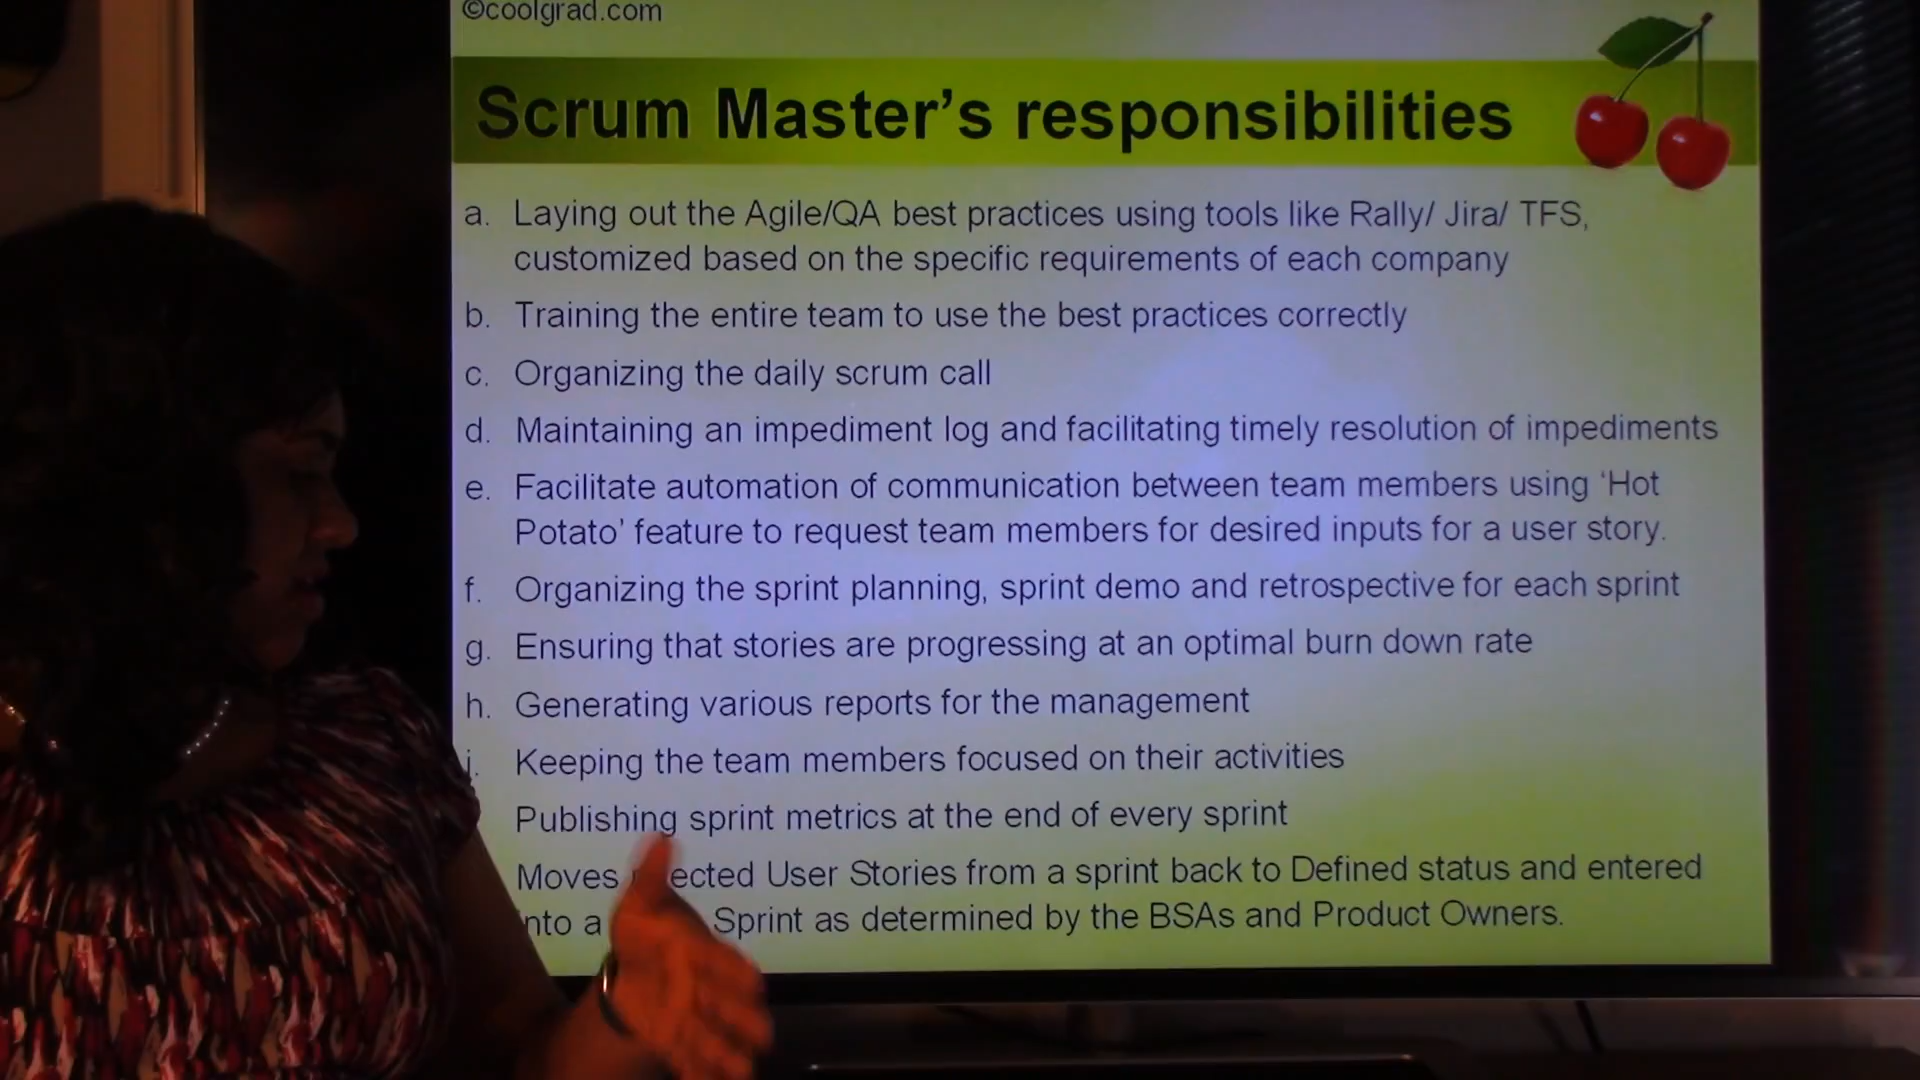 ©coolgrad.com
Scrum Master’s responsibilities
a. Laying out the Agile/QA best practices using tools like Rally/ Jira/ TFS,
customized based on the specific requirements of each company
b. Training the entire team to use the best practices correctly
c. Organizing the daily scrum call
d. Maintaining an impediment log and facilitating timely resolution of impediments
e. Facilitate automation of communication between team members using ‘Hot
Potato’ feature to request team members for desired inputs for a user story.
f. Organizing the sprint planning, sprint demo and retrospective for each sprint
g. Ensuring that stories are progressing at an optimal burn down rate
h. Generating various reports for the management
i. Keeping the team members focused on their activities
Publishing sprint metrics at the end of every sprint
Moves User Stories from a sprint back to Defined status and entered
a Sprint as determined by the BSAs and Product Owners.